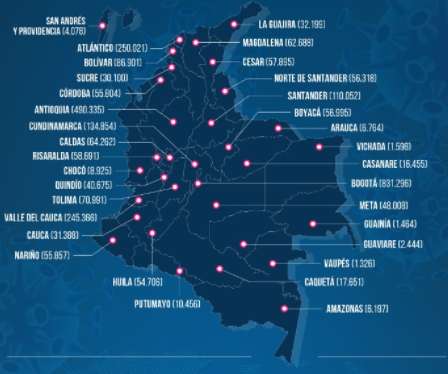 SAN ANDRÉS
Y PROVIDENCIA (4.078)
ATLÁNTICO (250.021)
BOLÍVAR (86.901)
SUCRE (30.100)
CÓRDOBA (55.804)
ANTIOQUIA (490.335)
CUNDINAMARCA (134.854)
CALDAS (64.262)
RISARALDA (58.691)
CHOCÓ (8.925)
QUINDÍO (40.675)
TOLIMA (70.991)
VALLE DEL CAUCA (245.366)
CAUCA (31.388)
NARIÑO (55.857)
HUILA (54.706)
PUTUMAYO (10.456)
LA GUAJIRA (32.199)
MAGDALENA (62.688)
CESAR (57.895)
NORTE DE SANTANDER (56.318)
SANTANDER (110.052)
BOYACÁ (56.995)
ARAUCA (6.764)
VICHADA (1.596)
CASANARE (16.455)
BOGOTÁ (831.296)
META (48.008)
GUAINÍA (1.464)
GUAVIARE (2.444)
VAUPÉS (1.326)
CAQUETÁ (17.651)
AMAZONAS (6.197)